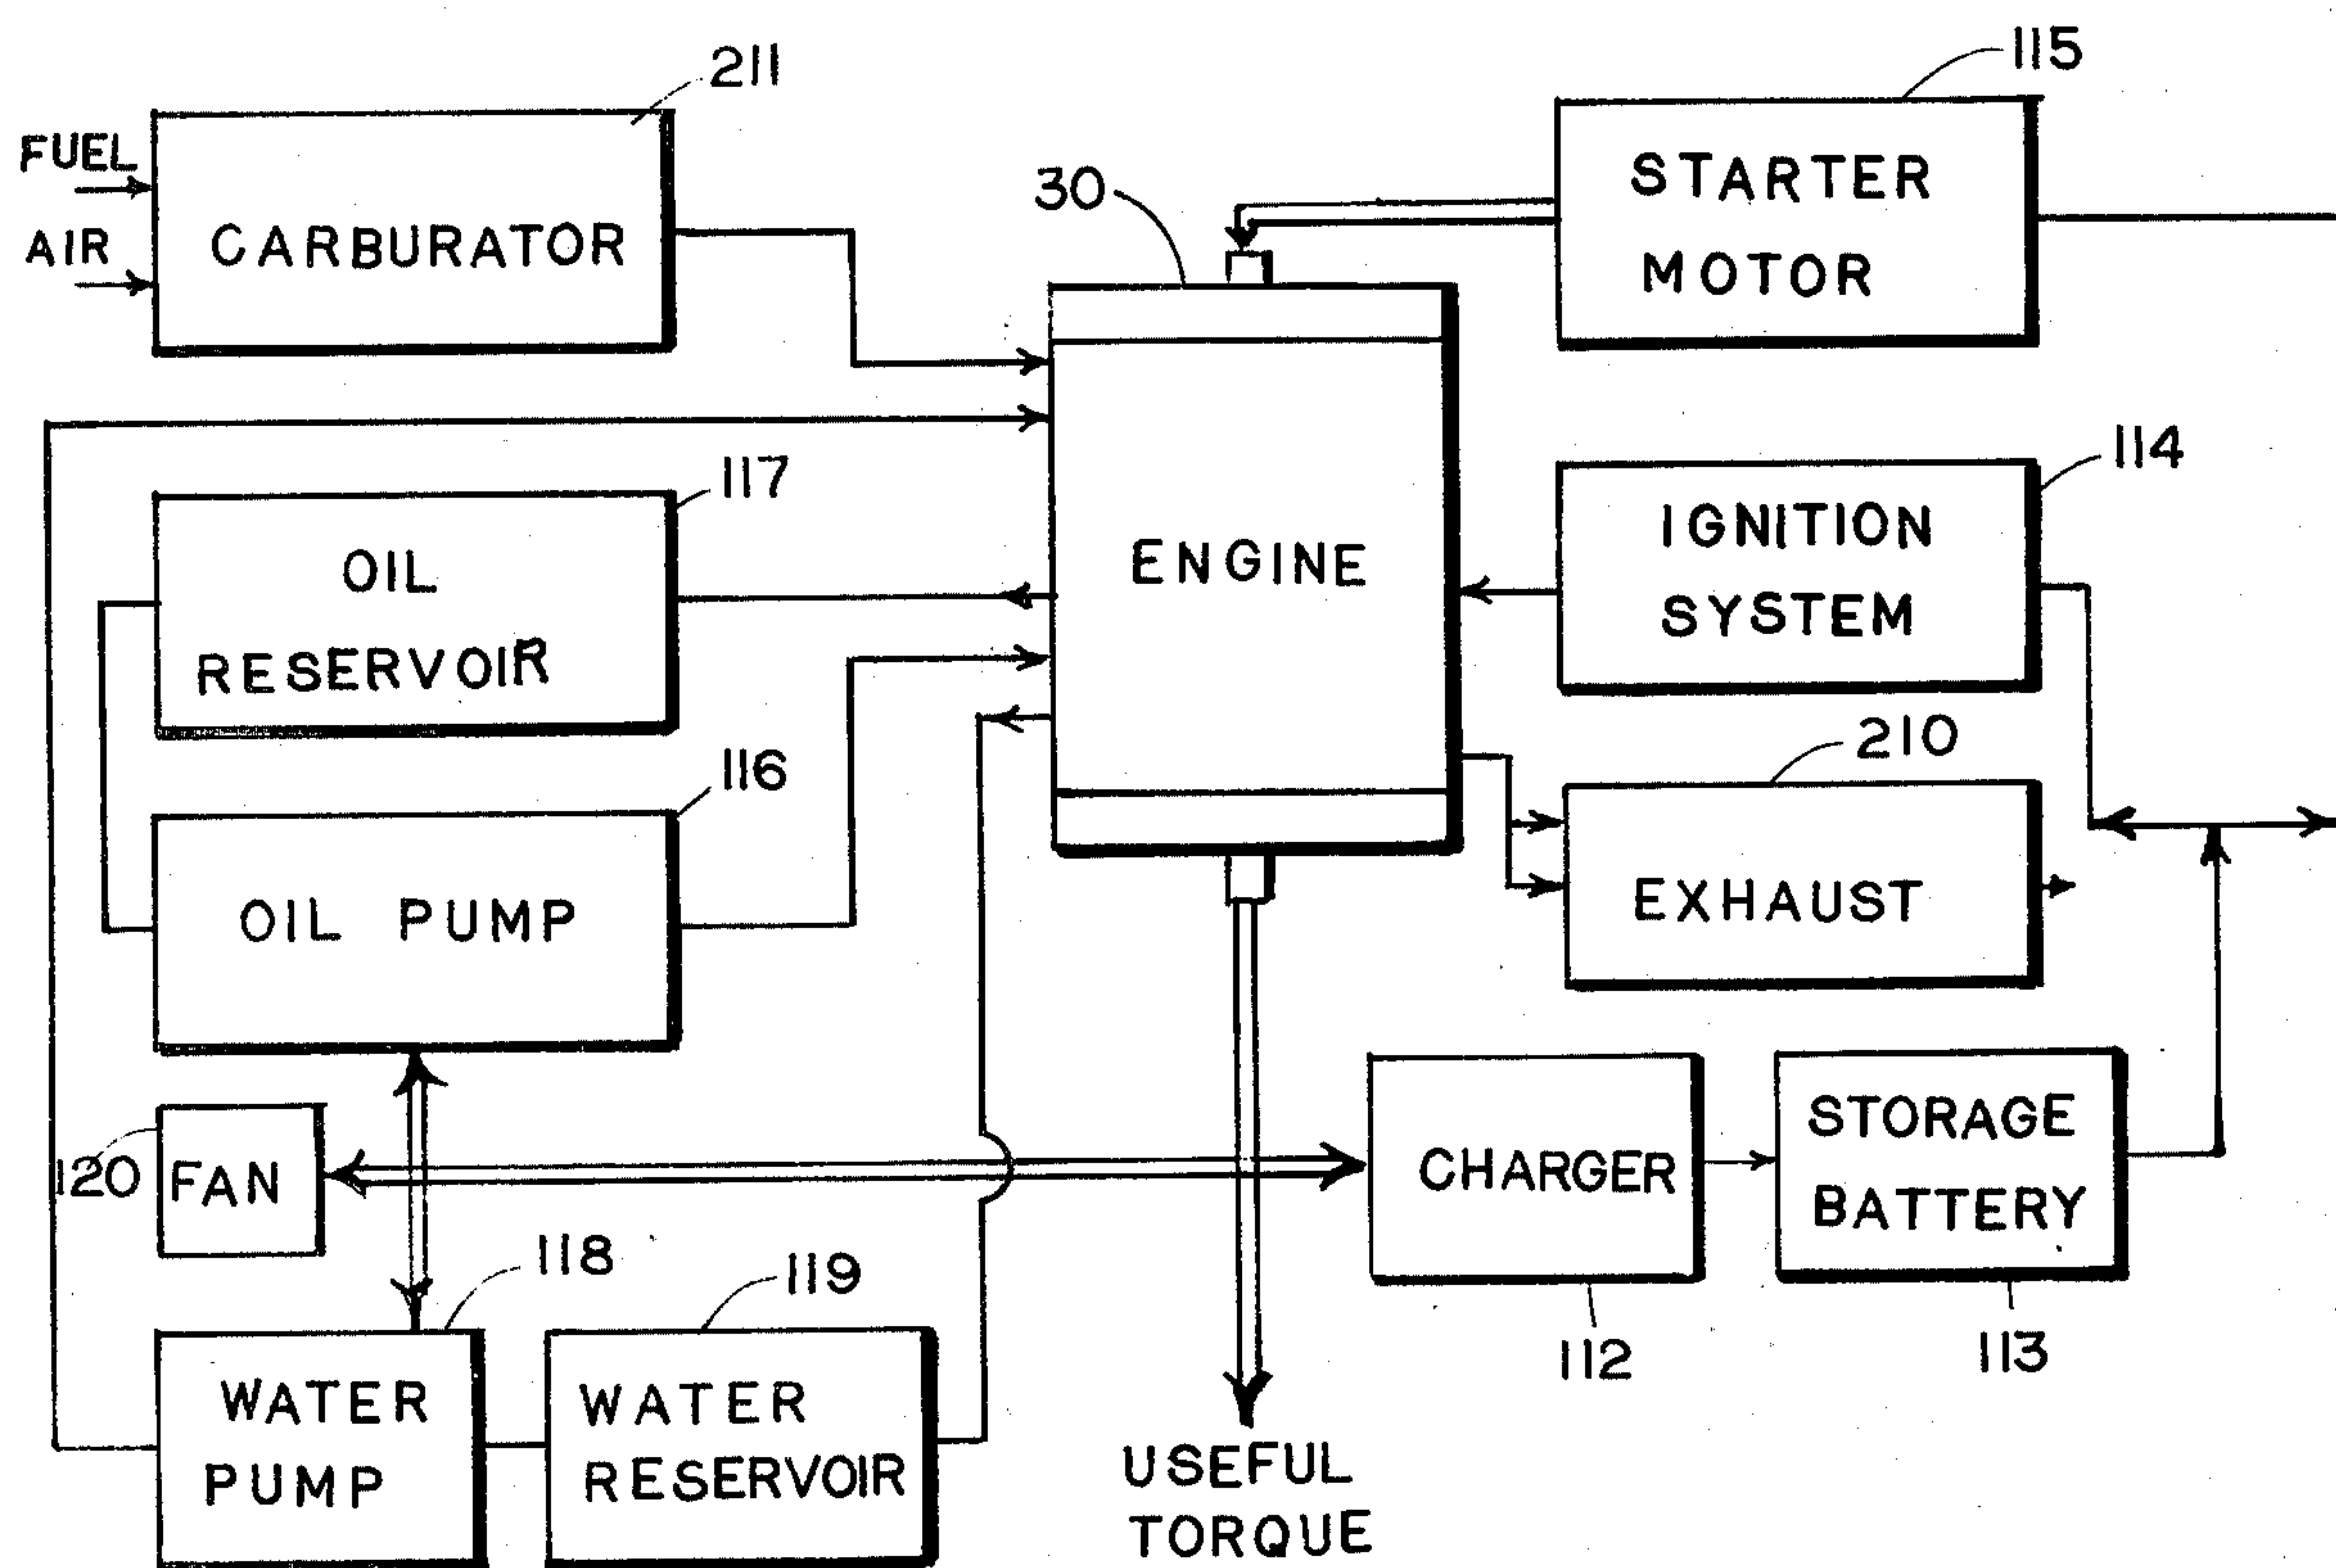 211
FUEL
AIR
CARBURATOR
30
115
STARTER
MOTOR
117
OIL
RESERVOIR
ENGINE
114
IGNITION
SYSTEM
116
OIL PUMP
210
EXHAUST
120
FAN
CHARGER
112
STORAGE
BATTERY
113
118
WATER
PUMP
119
WATER
RESERVOIR
USEFUL
TORQUE